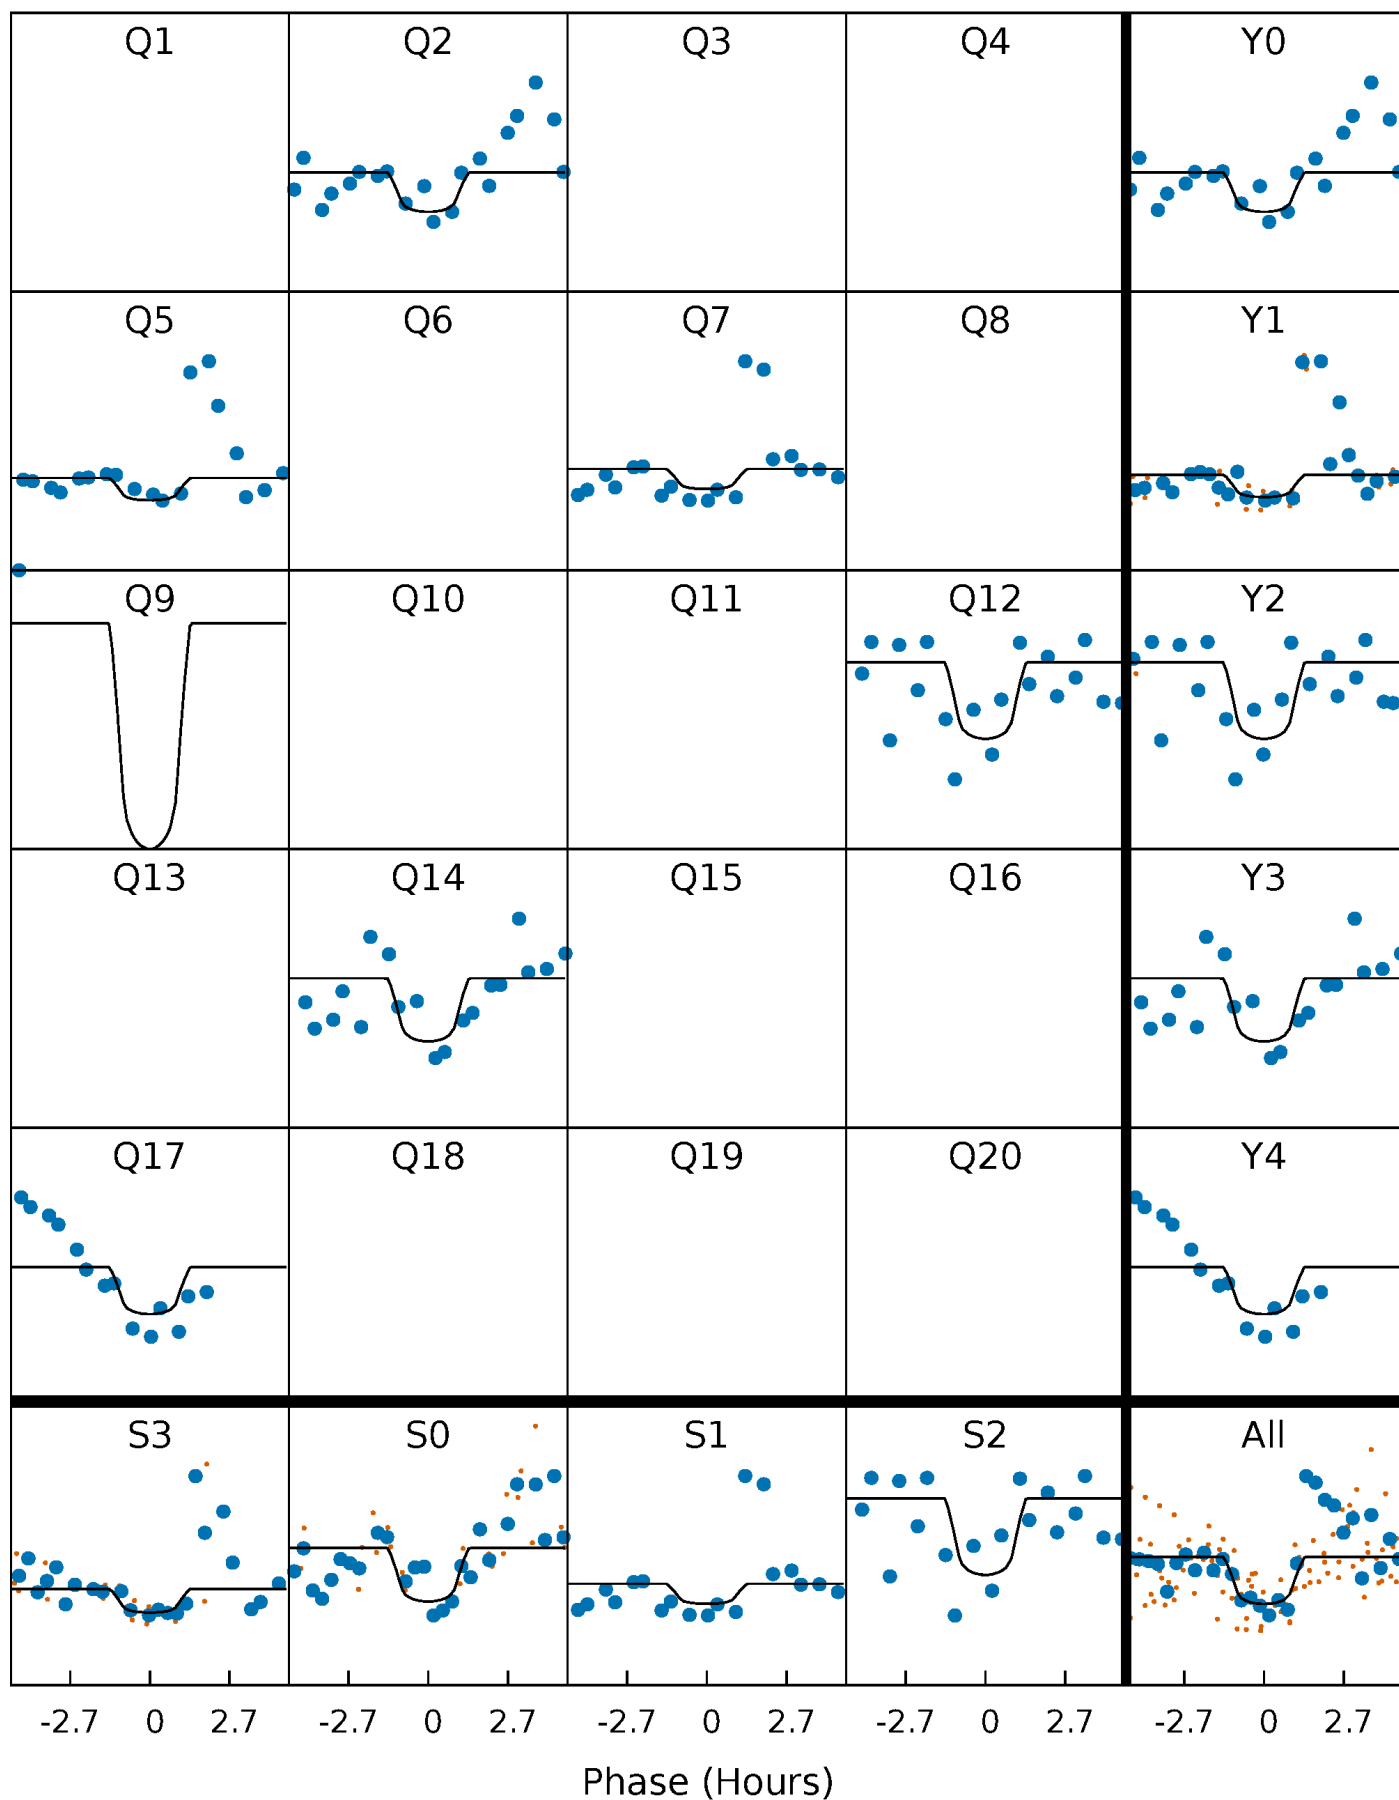 Q1 Q2 Q3 Q4 Y0
Q5 Q6 Q7 Q8 Y1
Q9 Q10 Q11 Q12 Y2
Q13 Q14 Q15 Q16 Y3
Q17 Q18 Q19 Q20 Y4
S3 S0 S1 S2 All
-2.7 0 2.7 -2.7 0 2.7 -2.7 0 2.7 -2.7 0 2.7 -2.7 0 2.7
Phase (Hours)